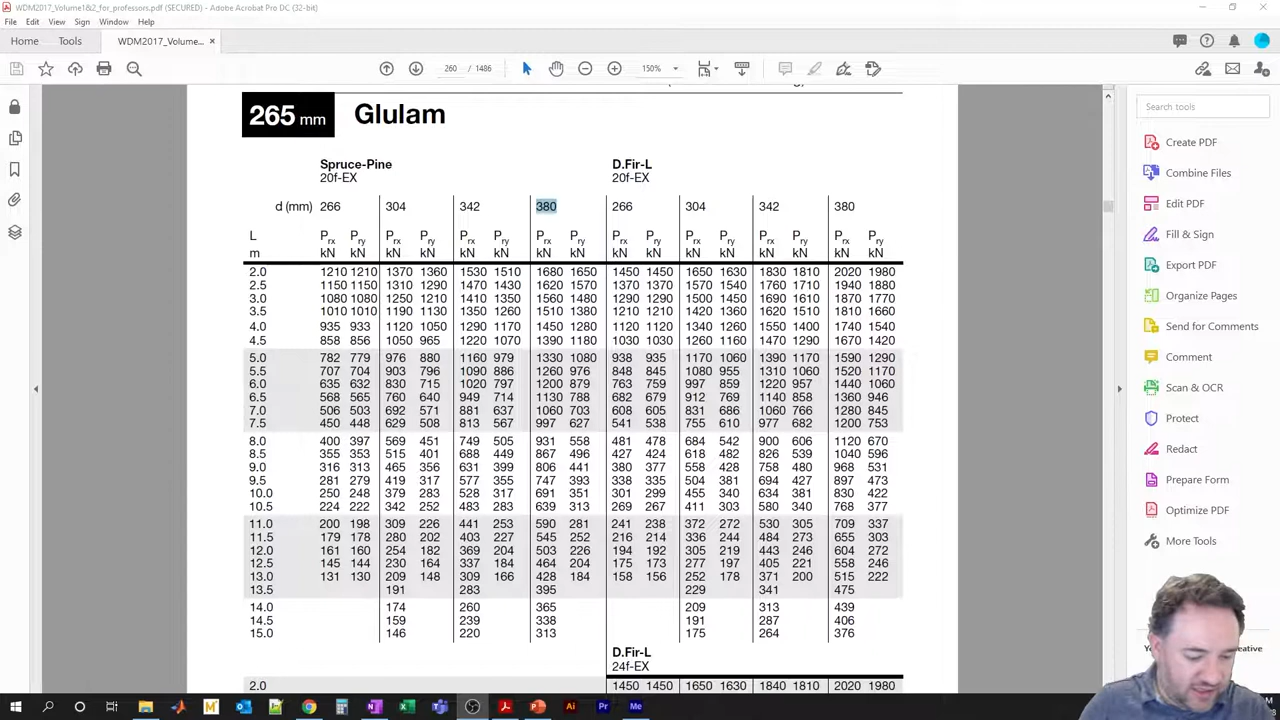 WDM2017_Volume1&2_for_professors.pdf (SECURED) - Adobe Acrobat Pro DC (32-bit)
File Edit View Sign Window Help
Home Tools WDM2017_Volume... ×
260 / 1486 150%
265 mm Glulam
Spruce-Pine D.Fir-L
20f-EX 20f-EX
d (mm) 266 304 342 380 266 304 342 380
L Prx Pry Prx Pry Prx Pry Prx Pry Prx Pry Prx Pry Prx Pry Prx Pry
m kN kN kN kN kN kN kN kN kN kN kN kN kN kN kN kN
2.0 1210 1210 1370 1360 1530 1510 1680 1650 1450 1450 1650 1630 1830 1810 2020 1980
2.5 1150 1150 1310 1290 1470 1430 1620 1570 1370 1370 1570 1540 1760 1710 1940 1880
3.0 1080 1080 1250 1210 1410 1350 1560 1480 1290 1290 1500 1450 1690 1610 1870 1770
3.5 1010 1010 1190 1130 1350 1260 1510 1380 1210 1210 1420 1360 1620 1510 1810 1660
4.0 935 933 1120 1050 1290 1170 1450 1280 1120 1120 1340 1260 1550 1400 1740 1540
4.5 858 856 1050 965 1220 1070 1390 1180 1030 1030 1260 1160 1470 1290 1670 1420
5.0 782 779 976 880 1160 979 1330 1080 938 935 1170 1060 1390 1170 1590 1290
5.5 707 704 903 796 1090 886 1260 976 848 845 1080 955 1310 1060 1520 1170
6.0 635 632 830 715 1020 797 1200 879 763 759 997 859 1220 957 1440 1060
6.5 568 565 760 640 949 714 1130 788 682 679 912 769 1140 858 1360 946
7.0 506 503 692 571 881 637 1060 703 608 605 831 686 1060 766 1280 845
7.5 450 448 629 508 813 567 997 627 541 538 755 610 977 682 1200 753
8.0 400 397 569 451 749 505 931 558 481 478 684 542 900 606 1120 670
8.5 355 353 515 401 688 449 867 496 427 424 618 482 826 539 1040 596
9.0 316 313 465 356 631 399 806 441 380 377 558 428 758 480 968 531
9.5 281 279 419 317 577 355 747 393 338 335 504 381 694 427 897 473
10.0 250 248 379 283 528 317 691 351 301 299 455 340 634 381 830 422
10.5 224 222 342 252 483 283 639 313 269 267 411 303 580 340 768 377
11.0 200 198 309 226 441 253 590 281 241 238 372 272 530 305 709 337
11.5 179 178 280 202 403 227 545 252 216 214 336 244 484 273 655 303
12.0 161 160 254 182 369 204 503 226 194 192 305 219 443 246 604 272
12.5 145 144 230 164 337 184 464 204 175 173 277 197 405 221 558 246
13.0 131 130 209 148 309 166 428 184 158 156 252 178 371 200 515 222
13.5 191 283 395 229 341 475
14.0 174 260 365 209 313 439
14.5 159 239 338 191 287 406
15.0 146 220 313 175 264 376
D.Fir-L
24f-EX
2.0 1450 1450 1650 1630 1840 1810 2020 1980
Search tools
Create PDF
Combine Files
Edit PDF
Fill & Sign
Export PDF
Organize Pages
Send for Comments
Comment
Scan & OCR
Protect
Redact
Prepare Form
Optimize PDF
More Tools